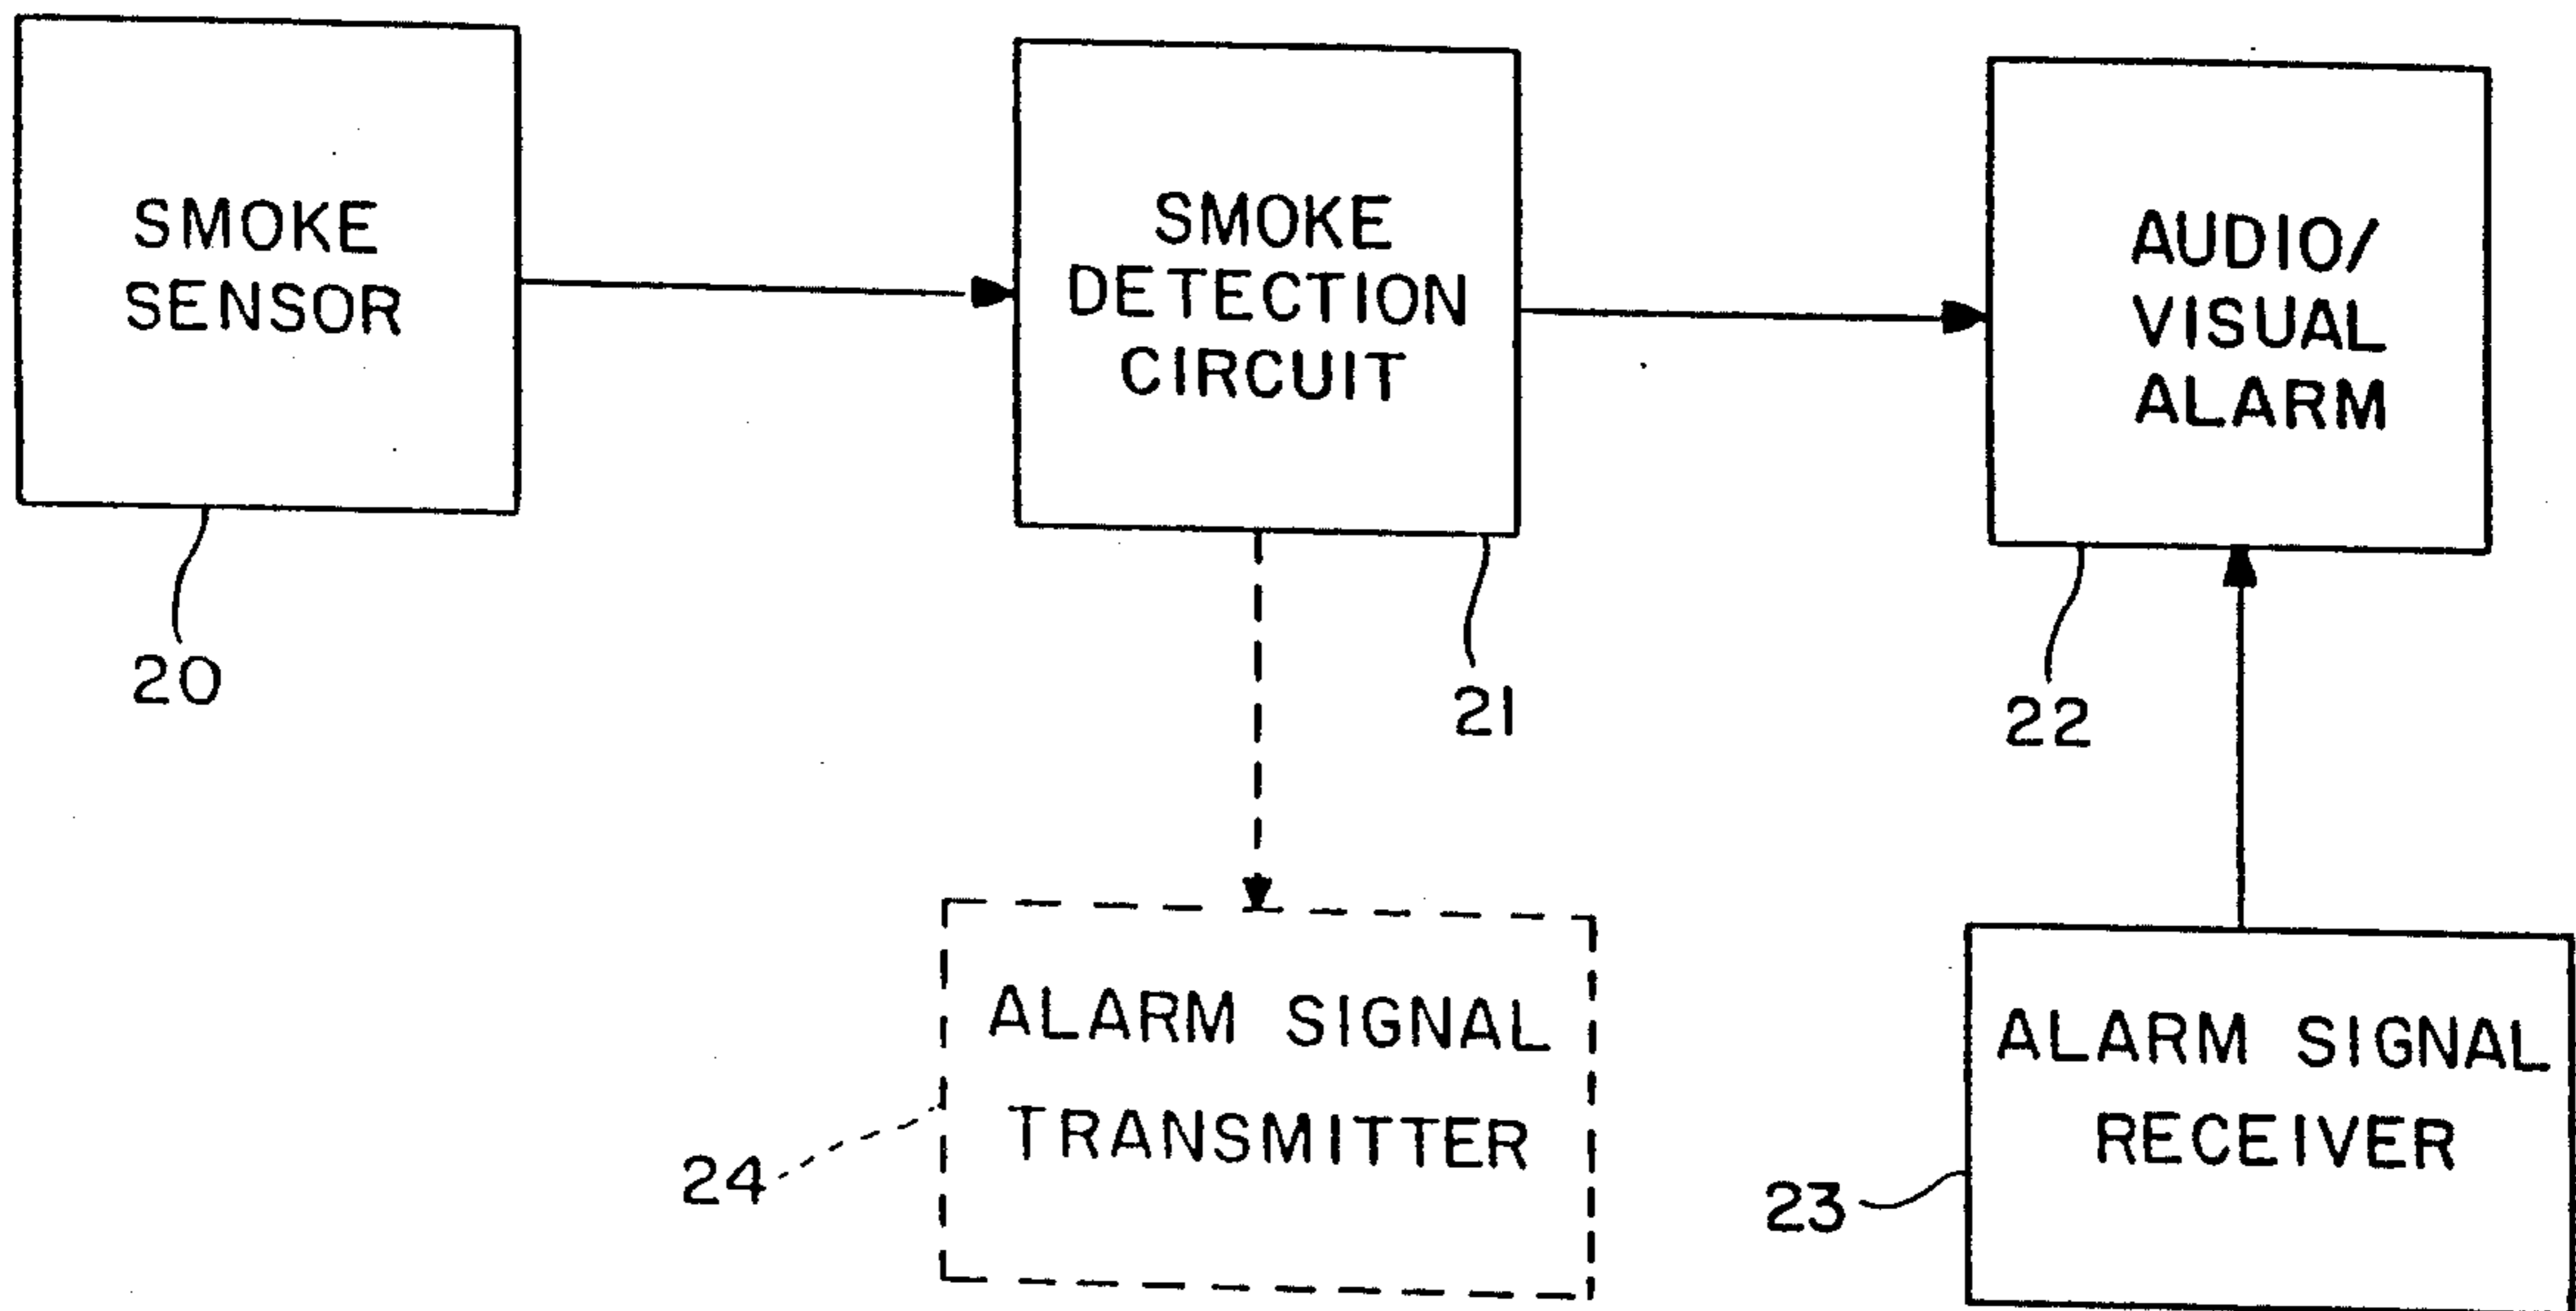 SMOKE
SENSOR
20
SMOKE
DETECTION
CIRCUIT
21
AUDIO/
VISUAL
ALARM
22
ALARM SIGNAL
TRANSMITTER
24
ALARM SIGNAL
RECEIVER
23